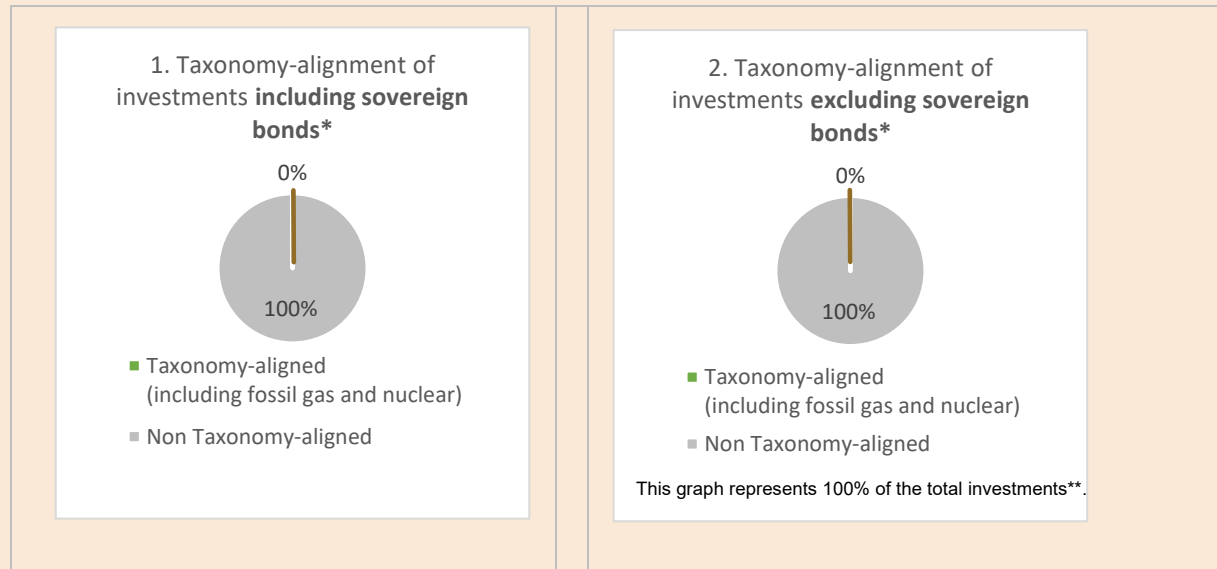 1. Taxonomy-alignment of
investments including sovereign
bonds*
0%
100%
Taxonomy-aligned
(including fossil gas and nuclear)
Non Taxonomy-aligned
2. Taxonomy-alignment of
investments excluding sovereign
bonds*
0%
100%
Taxonomy-aligned
(including fossil gas and nuclear)
Non Taxonomy-aligned
This graph represents 100% of the total investments**.